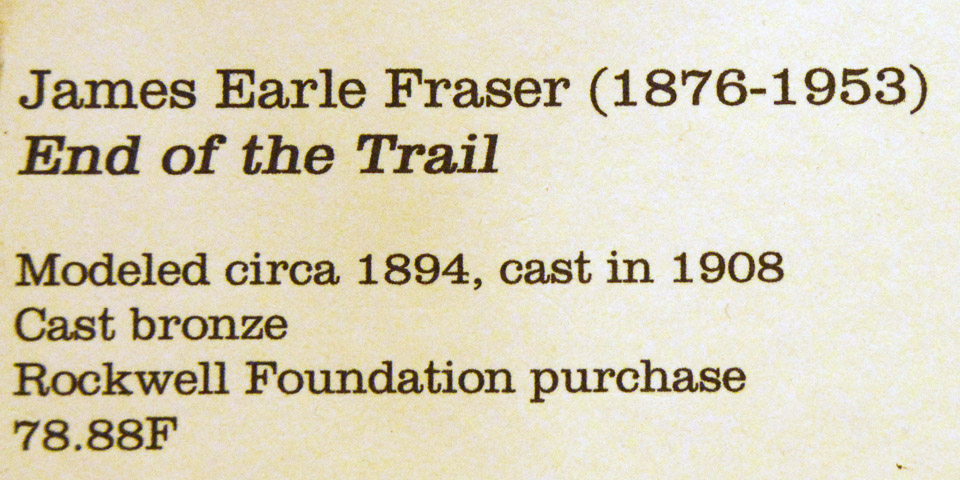 James Earle Fraser (1876-1953)
End of the Trail
Modeled circa 1894, cast in 1908
Cast bronze
Rockwell Foundation purchase
78.88F